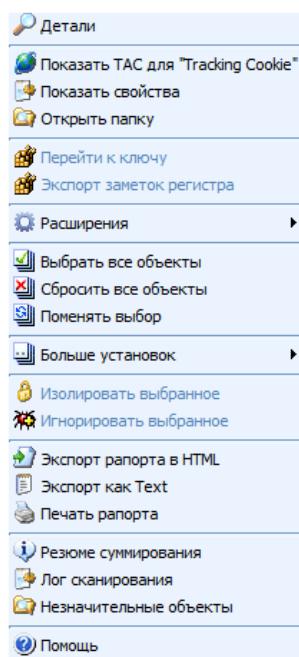 Детали
Показать TAC для "Tracking Cookie"
Показать свойства
Открыть папку
Перейти к ключу
Экспорт заметок регистра
Расширения
Выбрать все объекты
Сбросить все объекты
Поменять выбор
Больше установок
Изолировать выбранное
Игнорировать выбранное
Экспорт рапорта в HTML
Экспорт как Text
Печать рапорта
Резюме суммирования
Лог сканирования
Незначительные объекты
Помощь